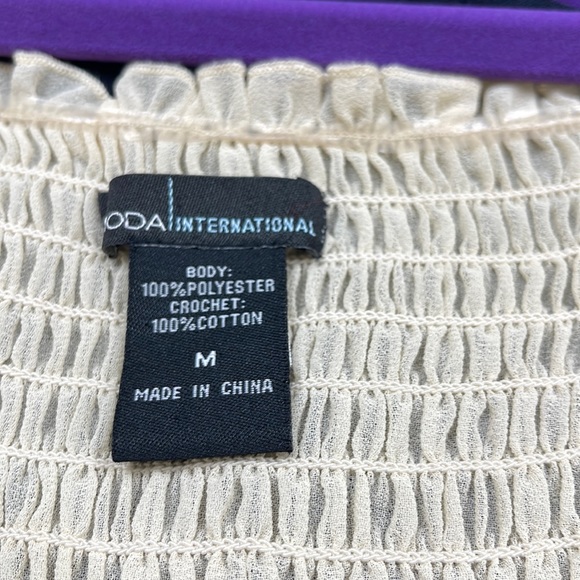 ODA INTERNATIONAL
BODY:
100%POLYESTER
CROCHET:
100%COTTON
M
MADE IN CHINA